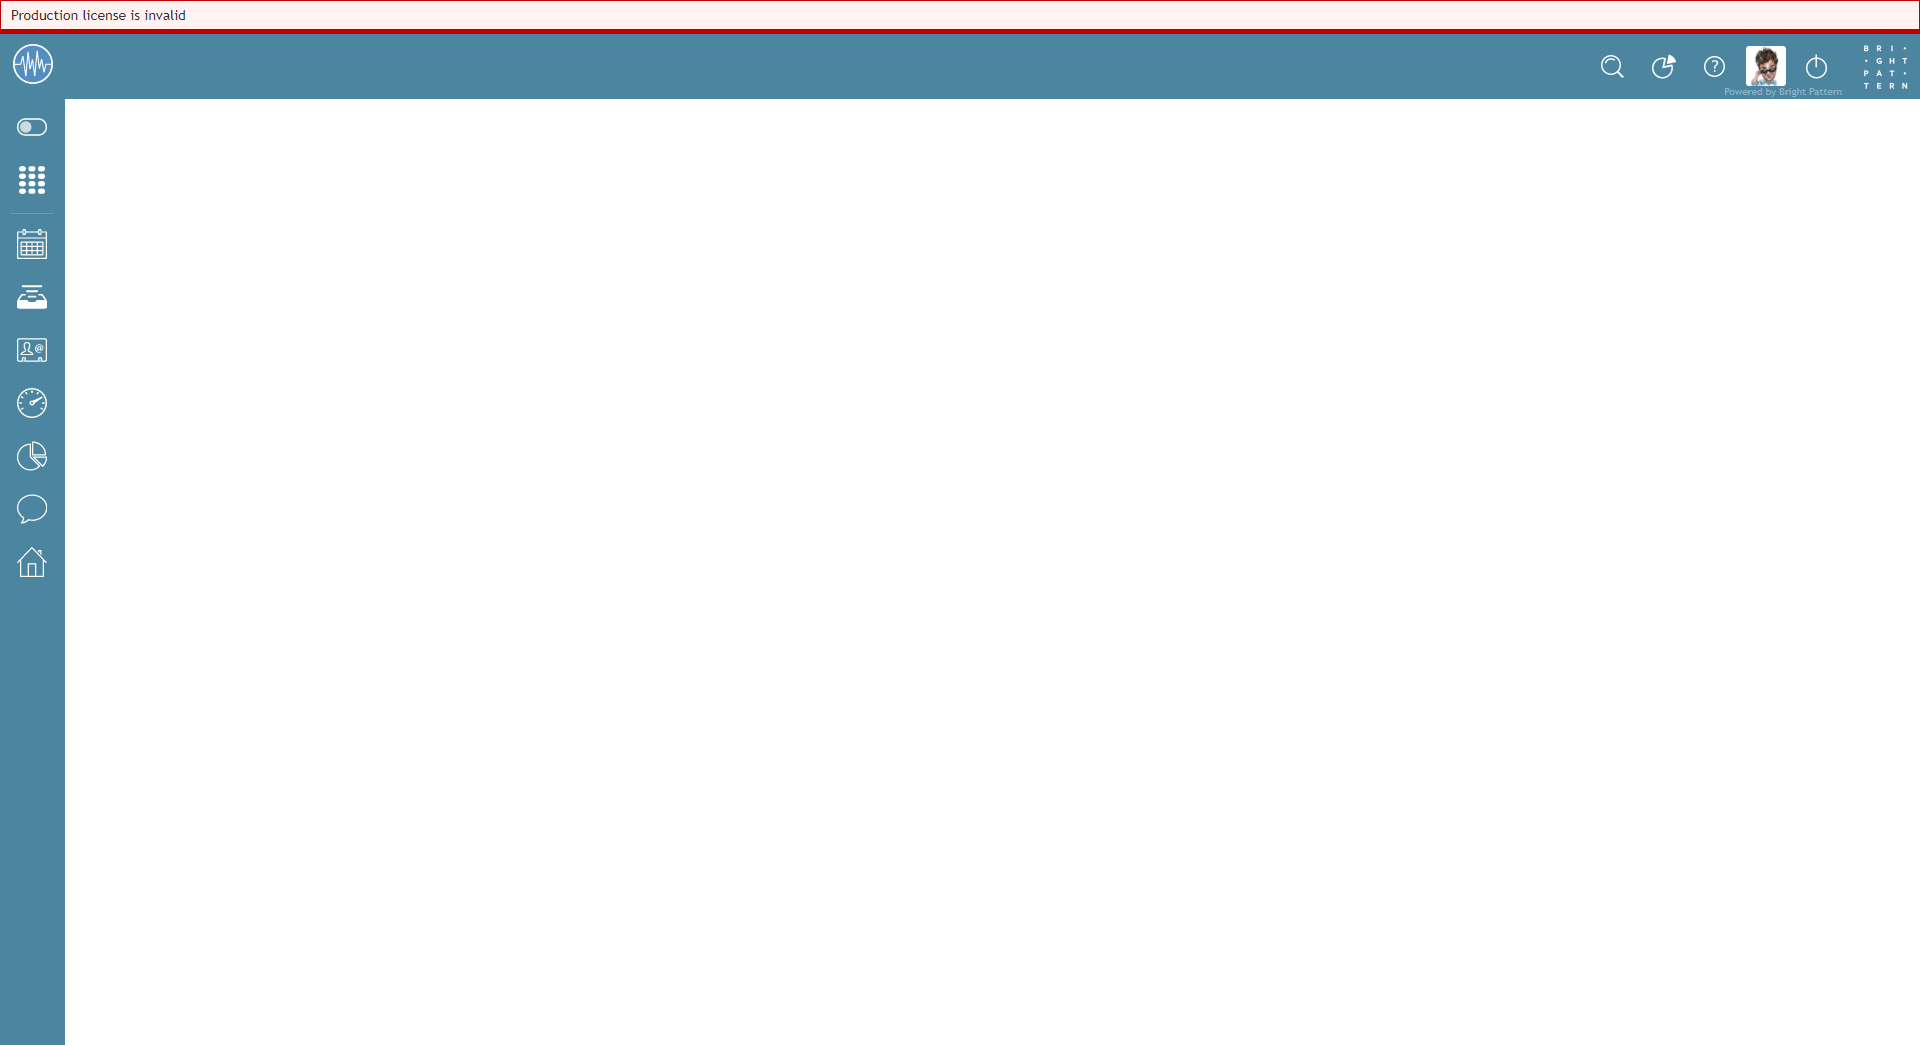 Production license is invalid
B R I •
• G H T
P A T •
T E R N
Powered by Bright Pattern